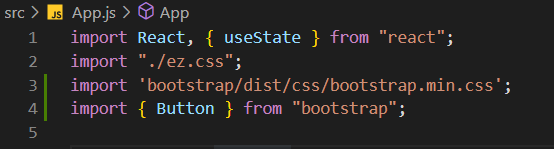 src > JS App.js > App
1 import React, { useState } from "react";
2 import "./ez.css";
3 import 'bootstrap/dist/css/bootstrap.min.css';
4 import { Button } from "bootstrap";
5